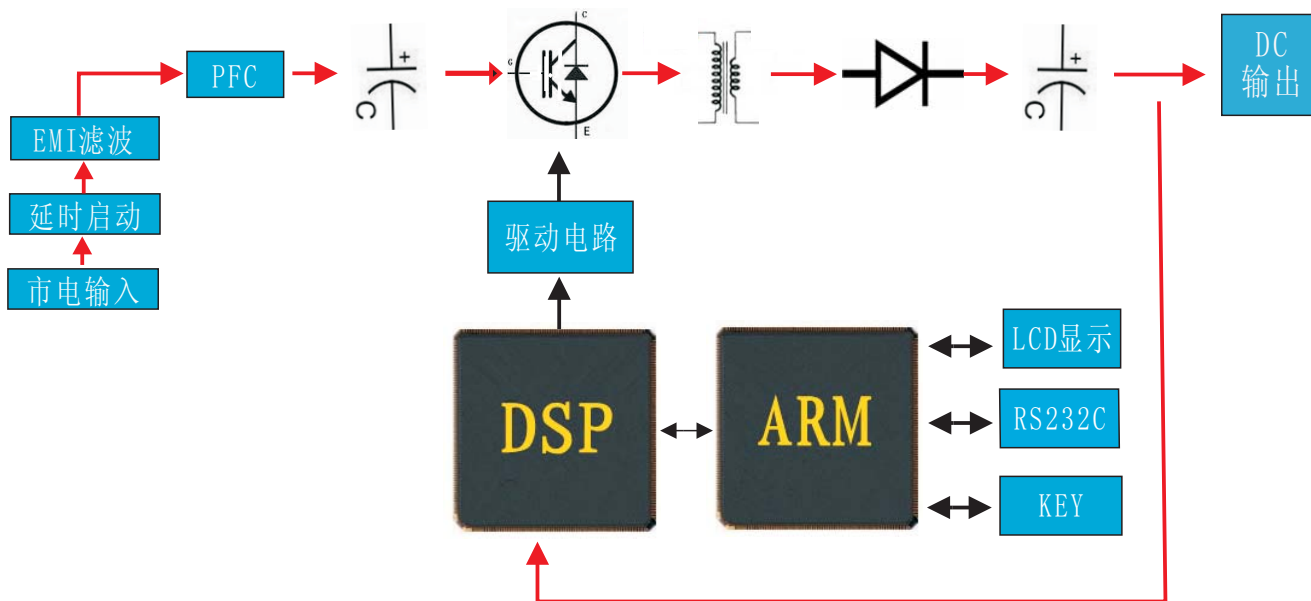 PFC
+
C
C
G
E
+
C
DC
输出
EMI滤波
延时启动
市电输入
驱动电路
DSP
ARM
LCD显示
RS232C
KEY